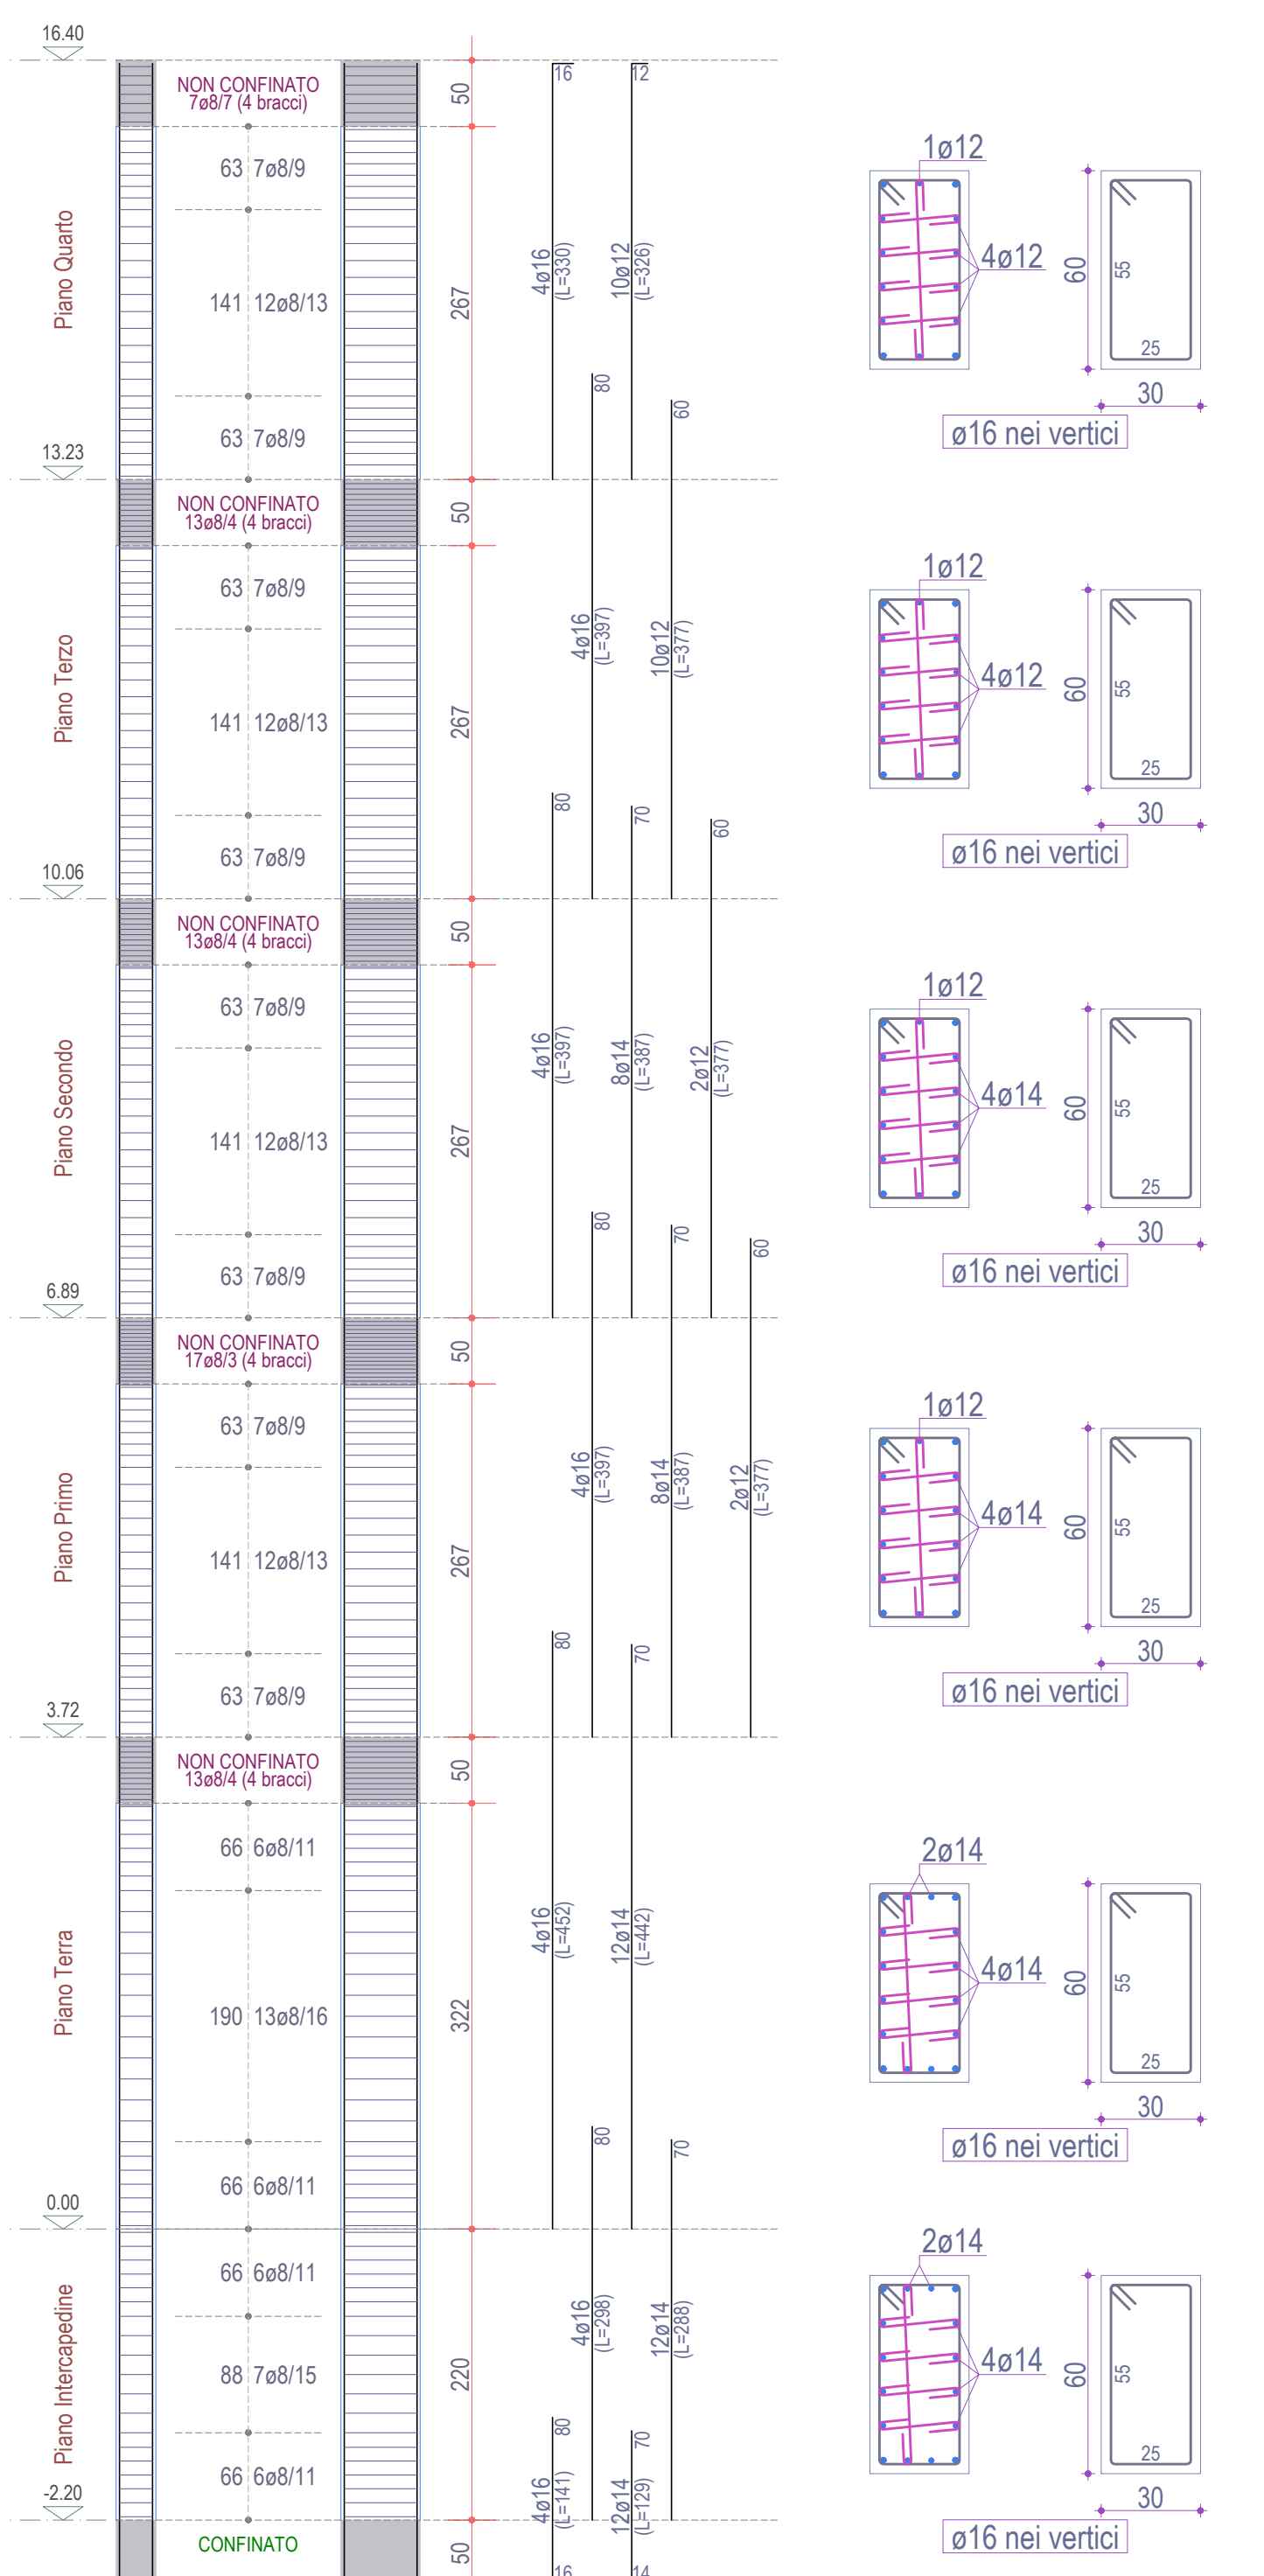 16.40
NON CONFINATO
7ø8/7 (4 bracci)
50
16
12
63 7ø8/9
1ø12
Piano Quarto
141 12ø8/13
267
4ø16
(L=330)
10ø12
(L=326)
4ø12
60
55
25
30
ø16 nei vertici
80
60
63 7ø8/9
13.23
NON CONFINATO
13ø8/4 (4 bracci)
50
63 7ø8/9
1ø12
Piano Terzo
141 12ø8/13
267
4ø16
(L=397)
10ø12
(L=377)
4ø12
60
55
25
30
ø16 nei vertici
80
70
60
63 7ø8/9
10.06
NON CONFINATO
13ø8/4 (4 bracci)
50
63 7ø8/9
1ø12
Piano Secondo
141 12ø8/13
267
4ø16
(L=397)
8ø14
(L=387)
2ø12
(L=377)
4ø14
60
55
25
30
ø16 nei vertici
80
70
60
63 7ø8/9
6.89
NON CONFINATO
17ø8/3 (4 bracci)
50
63 7ø8/9
1ø12
Piano Primo
141 12ø8/13
267
4ø16
(L=397)
8ø14
(L=387)
2ø12
(L=377)
4ø14
60
55
25
30
ø16 nei vertici
80
70
63 7ø8/9
3.72
NON CONFINATO
13ø8/4 (4 bracci)
50
66 6ø8/11
2ø14
Piano Terra
190 13ø8/16
322
4ø16
(L=452)
12ø14
(L=442)
4ø14
60
55
25
30
ø16 nei vertici
80
70
66 6ø8/11
0.00
66 6ø8/11
2ø14
Piano Intercapedine
88 7ø8/15
220
4ø16
(L=298)
12ø14
(L=288)
4ø14
60
55
25
30
ø16 nei vertici
80
70
66 6ø8/11
4ø16
(L=141)
12ø14
(L=129)
-2.20
CONFINATO
50
16
14